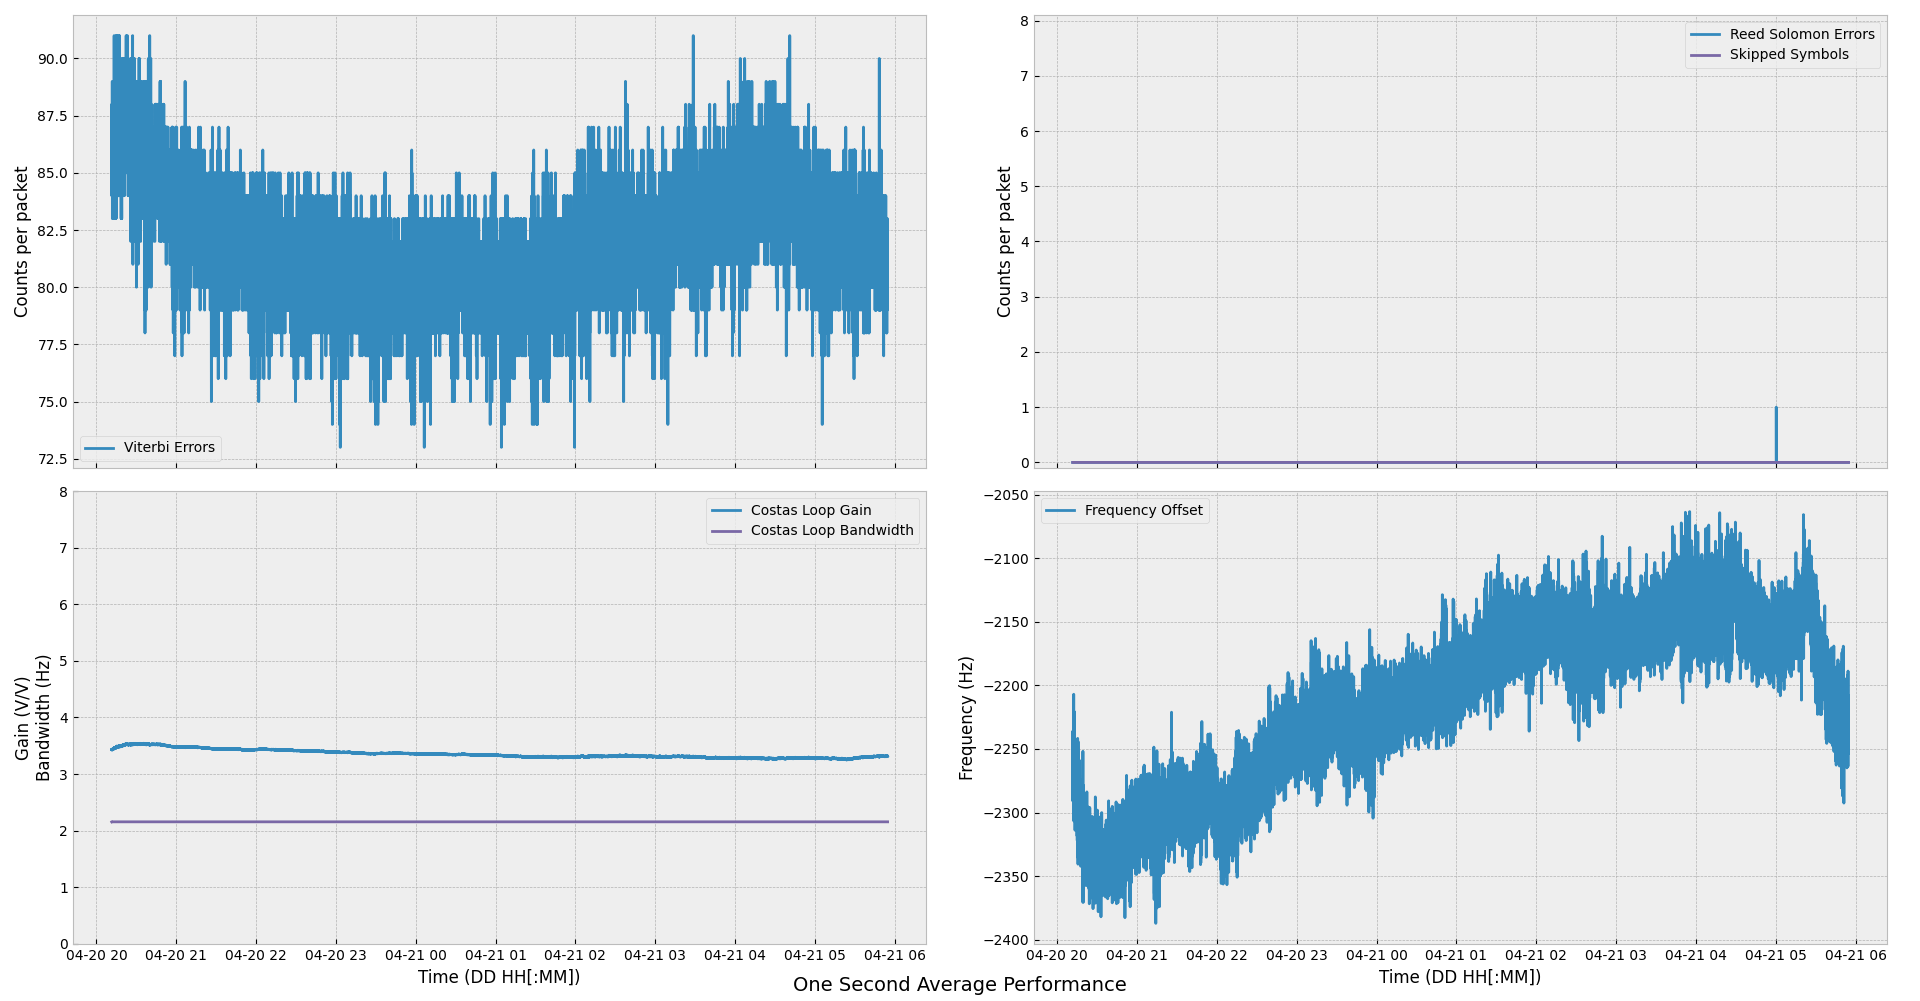 90.0
87.5
85.0
82.5
80.0
77.5
75.0
72.5
Counts per packet
Viterbi Errors
8
7
6
5
4
3
2
1
0
Counts per packet
Reed Solomon Errors
Skipped Symbols
8
7
6
5
4
3
2
1
0
Gain (V/V)
Bandwidth (Hz)
Costas Loop Gain
Costas Loop Bandwidth
04-20 20 04-20 21 04-20 22 04-20 23 04-21 00 04-21 01 04-21 02 04-21 03 04-21 04 04-21 05 04-21 06
Time (DD HH[:MM])
−2050
−2100
−2150
−2200
−2250
−2300
−2350
−2400
Frequency (Hz)
Frequency Offset
04-20 20 04-20 21 04-20 22 04-20 23 04-21 00 04-21 01 04-21 02 04-21 03 04-21 04 04-21 05 04-21 06
Time (DD HH[:MM])
One Second Average Performance